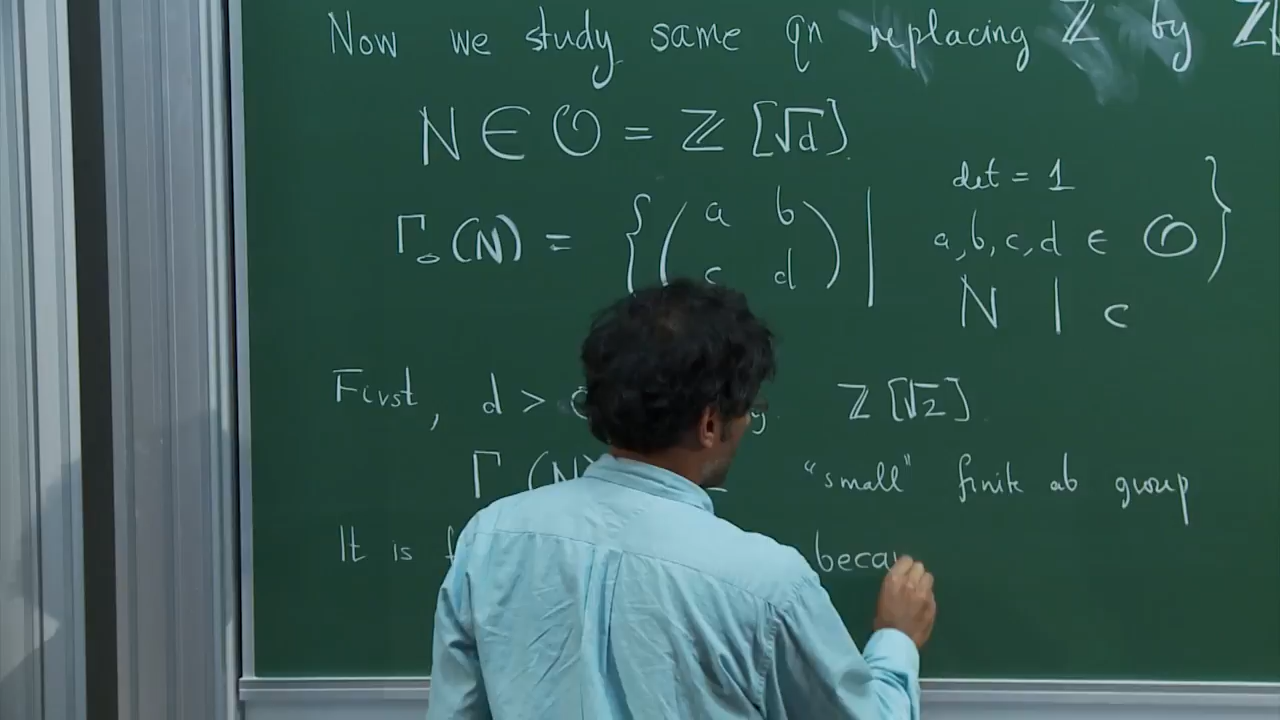 Now we study same qn replacing ℤ by ℤ[
N ∈ O = ℤ [√d]
Γ₀(N) = { ( a b c d ) | det = 1 a,b,c,d ∈ O N | c }
First, d > ℤ[√2]
Γ (N) "small" finite ab group
It is becau